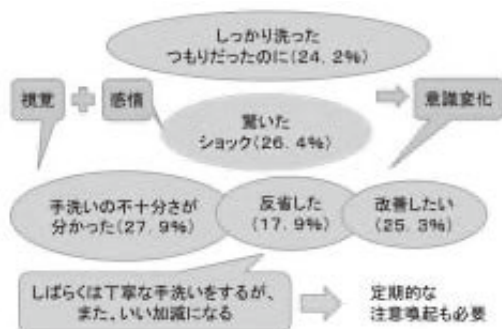 しっかり洗った
つもりだったのに(24.2%)
視覚
感情
意識変化
驚いた
ショック(26.4%)
手洗いの不十分さが
分かった(27.9%)
反省した
(17.9%)
改善したい
(25.3%)
しばらくは丁寧な手洗いをするが、
また、いい加減になる
定期的な
注意喚起も必要